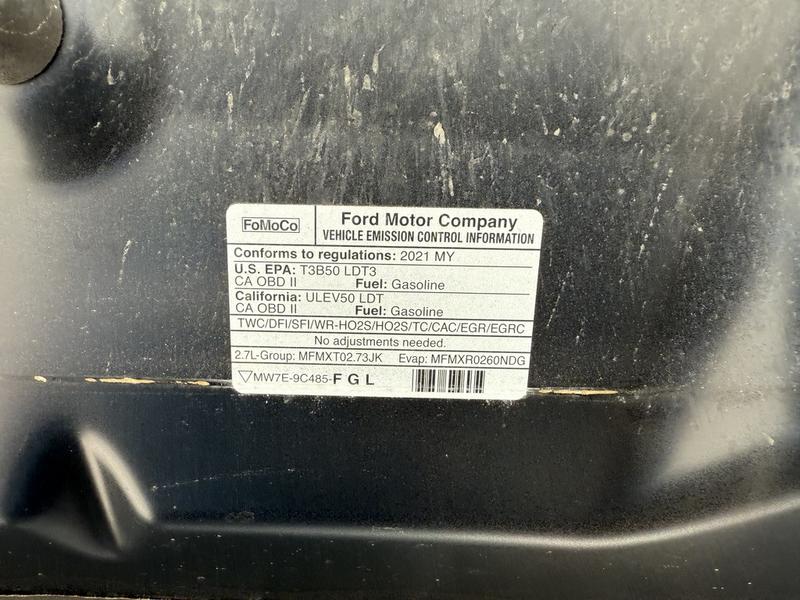 FoMoCo
Ford Motor Company
VEHICLE EMISSION CONTROL INFORMATION
Conforms to regulations: 2021 MY
U.S. EPA: T3B50 LDT3
CA OBD II Fuel: Gasoline
California: ULEV50 LDT
CA OBD II Fuel: Gasoline
TWC/DFI/SFI/WR-HO2S/HO2S/TC/CAC/EGR/EGRC
No adjustments needed.
2.7L-Group: MFMXT02.73JK Evap: MFMXR0260NDG
MW7E-9C485-F G L